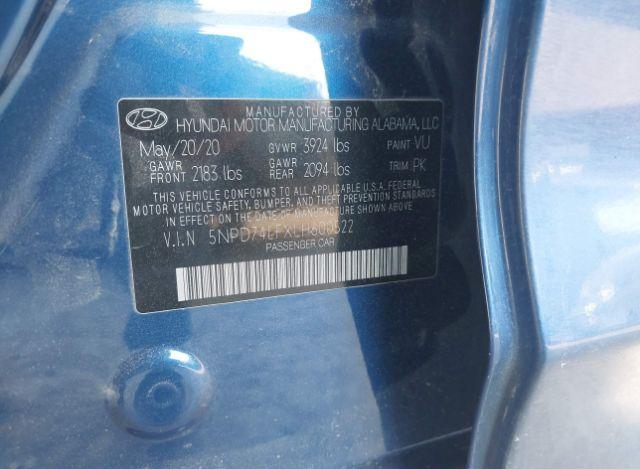 MANUFACTURED BY
HYUNDAI MOTOR MANUFACTURING ALABAMA, LLC
May/20/20 GVWR 3924 lbs PAINT VU
GAWR FRONT 2183 lbs GAWR REAR 2094 lbs TRIM PK
THIS VEHICLE CONFORMS TO ALL APPLICABLE U.S.A. FEDERAL
MOTOR VEHICLE SAFETY, BUMPER, AND THEFT PREVENTION STANDARDS
IN EFFECT ON THE DATE OF MANUFACTURE SHOWN ABOVE.
V.I.N 5NPD74LFXLH600522
PASSENGER CAR